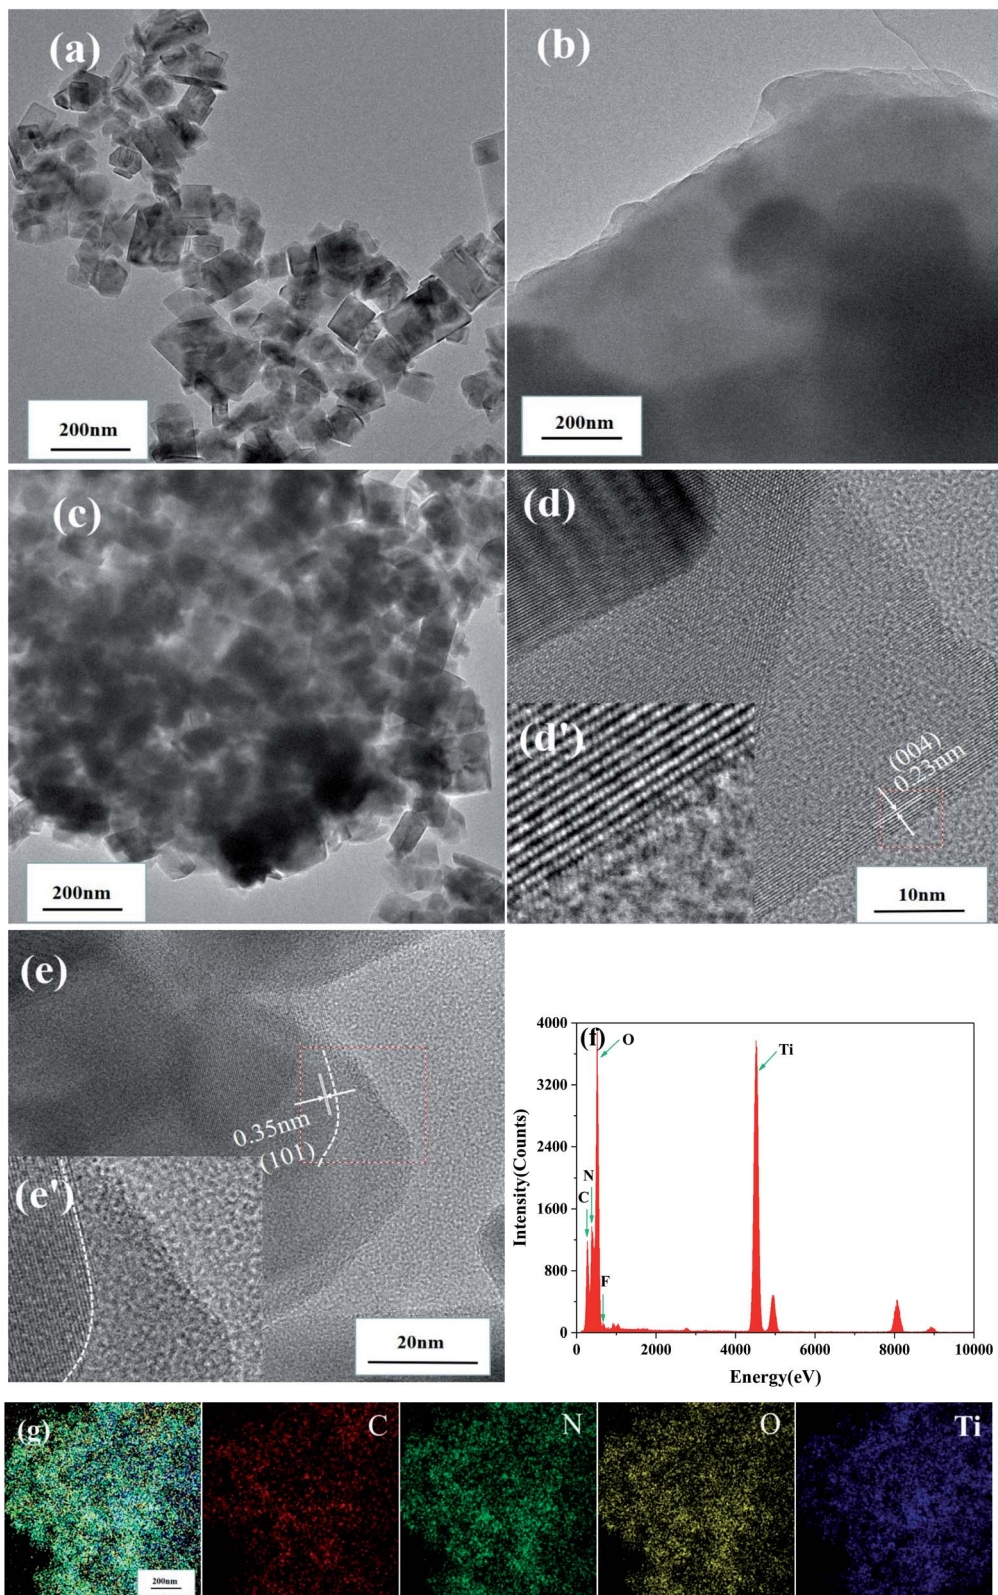 (a)
200nm
(b)
200nm
(c)
200nm
(d)
(d')
(004)
0.23nm
10nm
(e)
0.35nm
(101)
(e')
20nm
(f)
4000
3200
2400
1600
800
0
0 2000 4000 6000 8000 10000
Intensity(Counts)
Energy(eV)
O
Ti
N
C
F
(g)
200nm
C
N
O
Ti